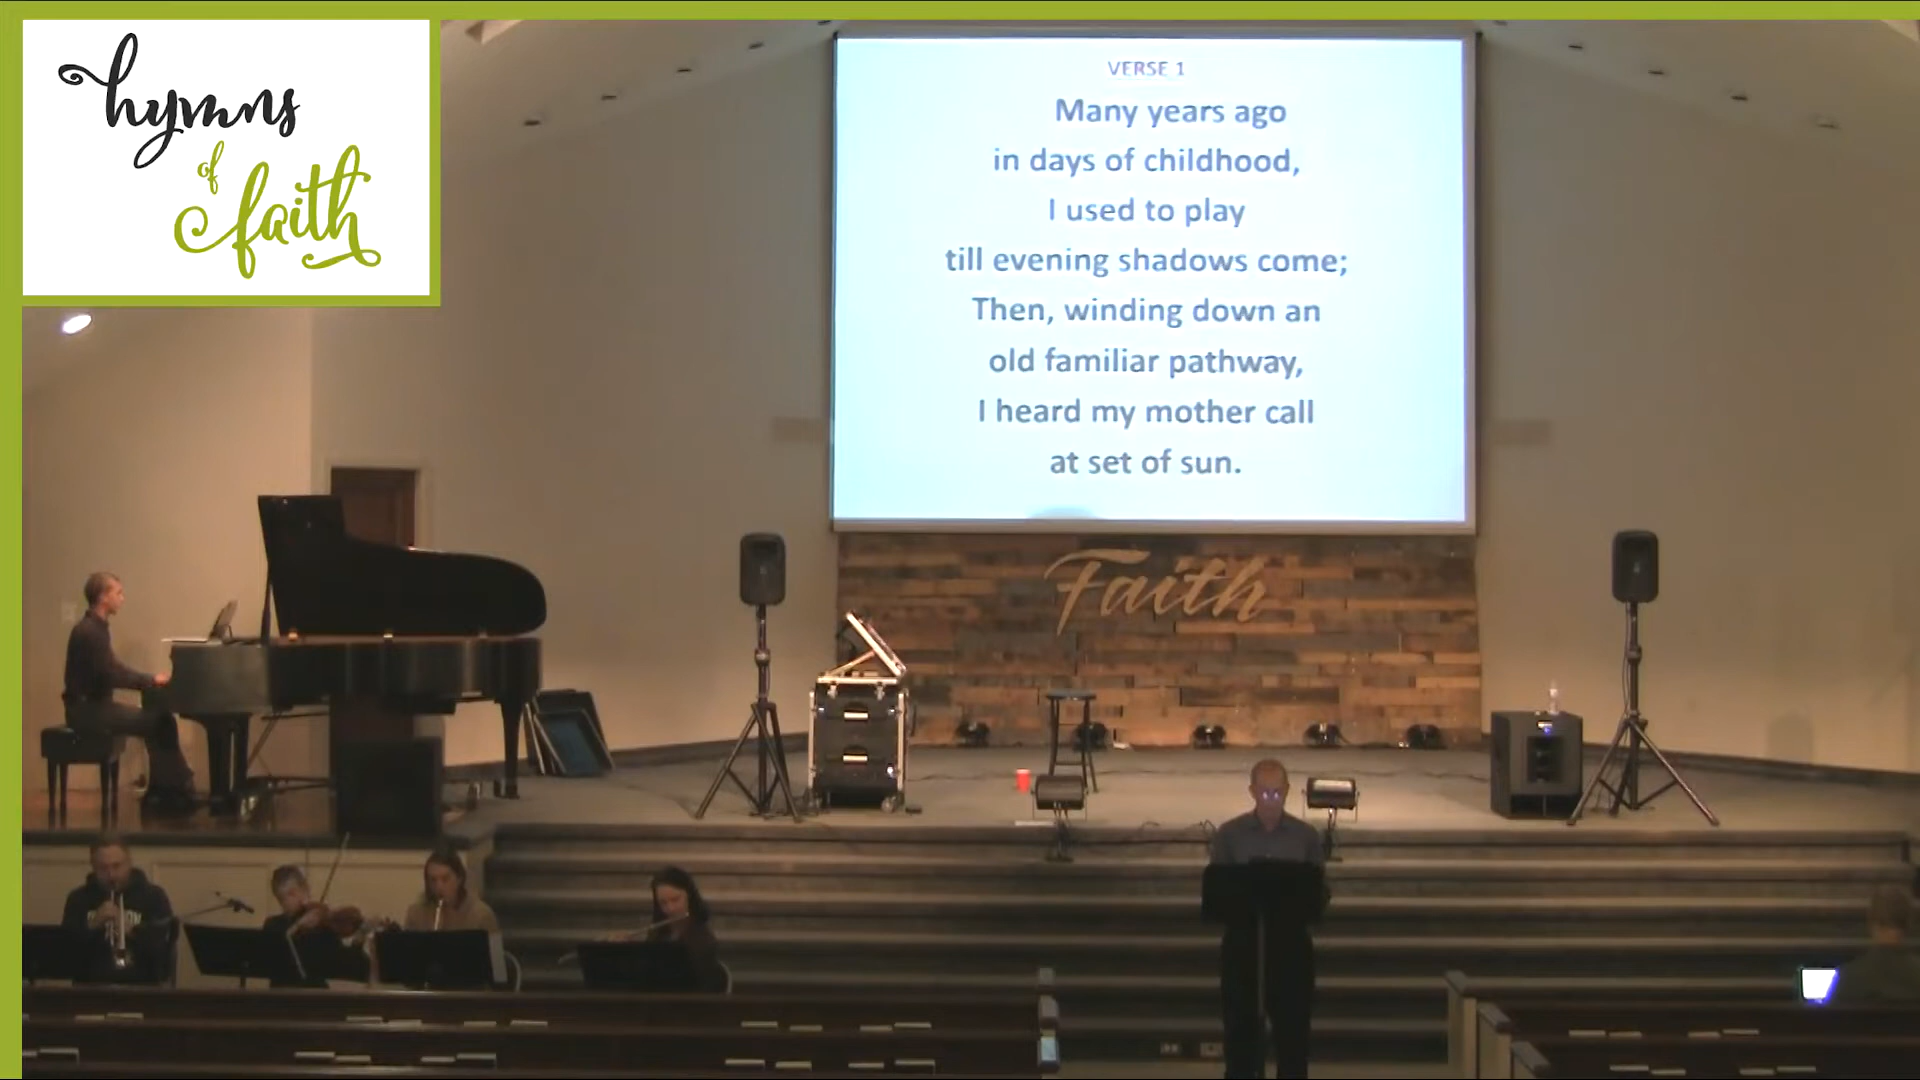 hymns
of
faith
VERSE 1
Many years ago
in days of childhood,
I used to play
till evening shadows come;
Then, winding down an
old familiar pathway,
I heard my mother call
at set of sun.
Faith